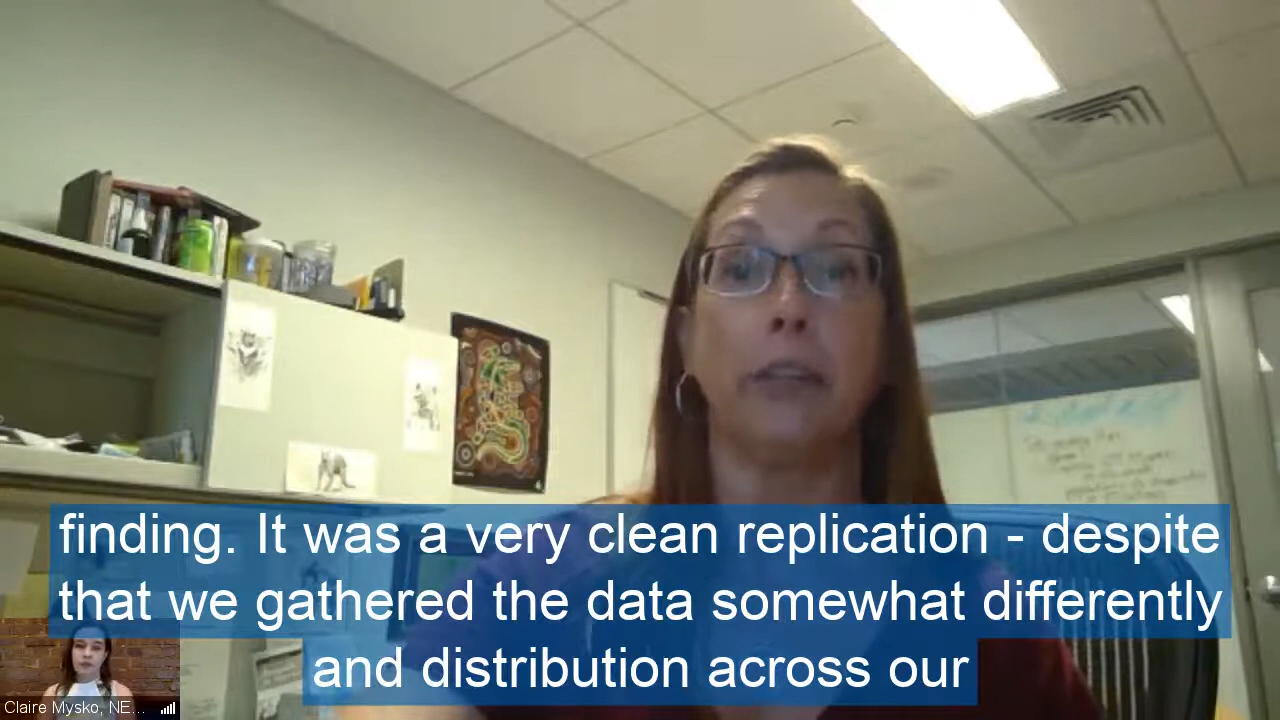 finding. It was a very clean replication - despite
that we gathered the data somewhat differently
and distribution across our
Claire Mysko, NE...